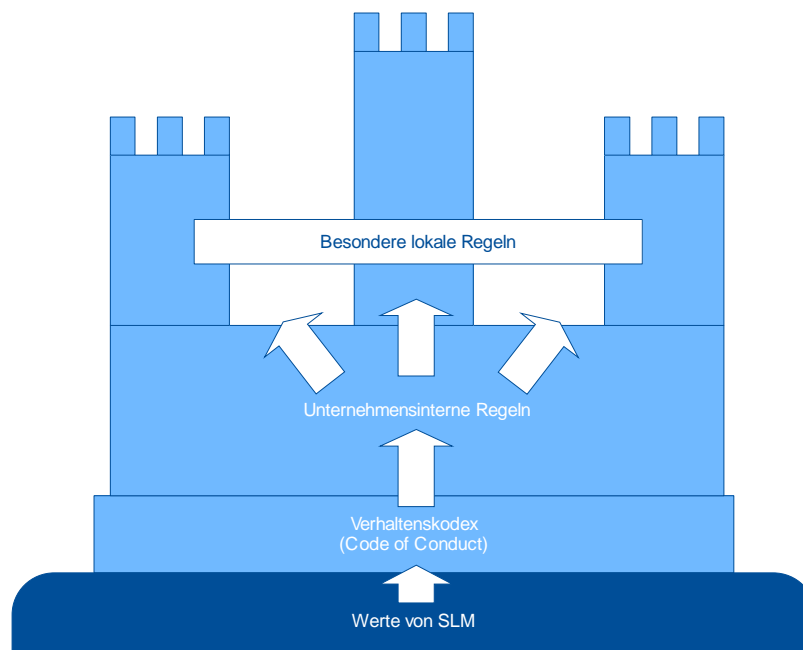 Besondere lokale Regeln
Unternehmensinterne Regeln
Verhaltenskodex
(Code of Conduct)
Werte von SLM